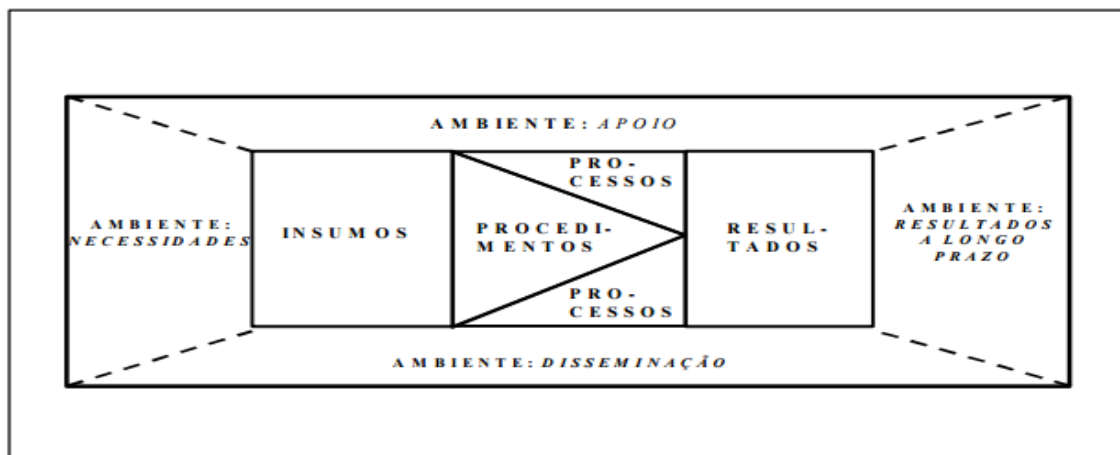 AMBIENTE: APOIO
AMBIENTE:
NECESSIDADES
INSUMOS
PROCEDI-
MENTOS
PRO-
CESSOS
PRO-
CESSOS
RESUL-
TADOS
AMBIENTE:
RESULTADOS
A LONGO
PRAZO
AMBIENTE: DISSEMINAÇÃO